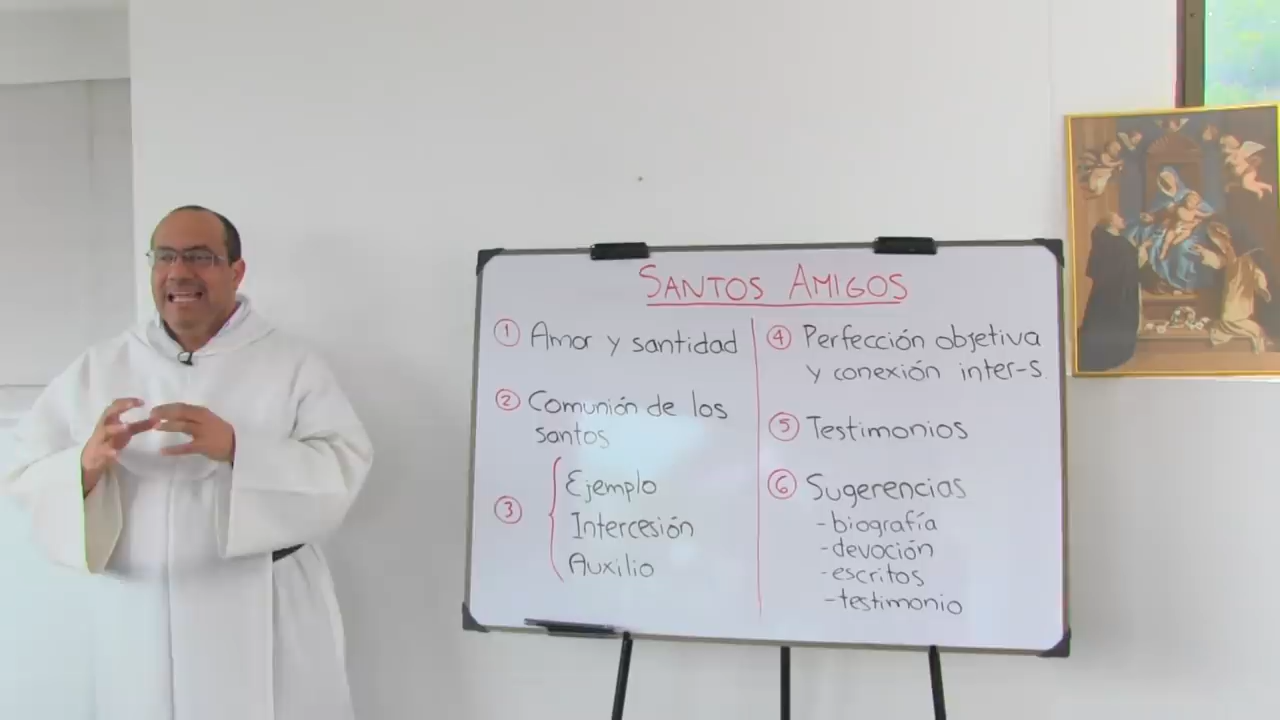 SANTOS AMIGOS
① Amor y santidad
② Comunión de los
santos
③ { Ejemplo
Intercesión
Auxilio
④ Perfección objetiva
y conexión inter-s.
⑤ Testimonios
⑥ Sugerencias
-biografía
-devoción
-escritos
-testimonio